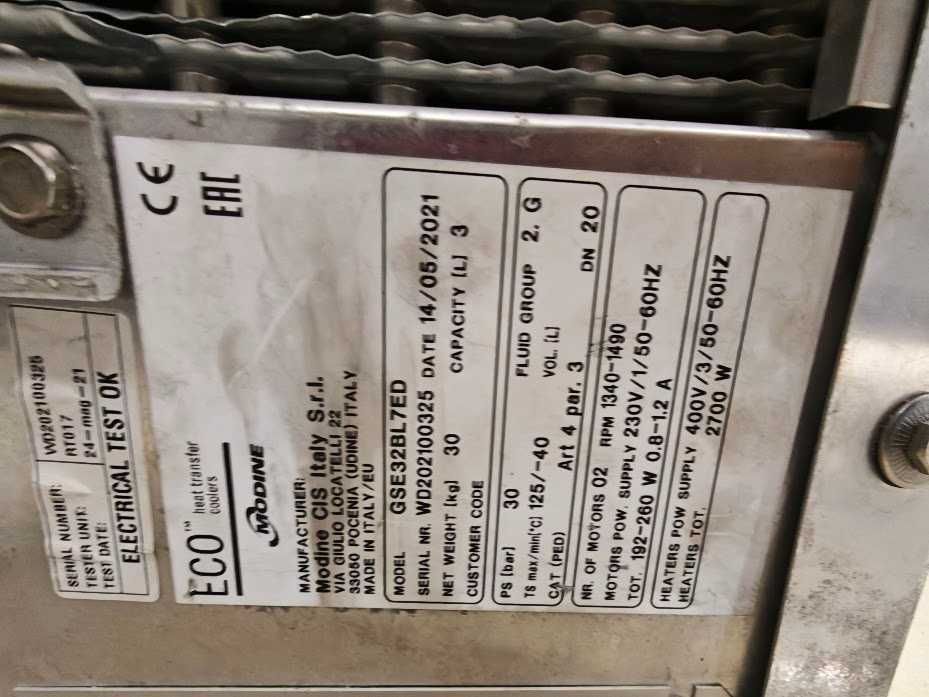 SERIAL NUMBER: WD202100325
TESTER UNIT: RT017
TEST DATE: 24-mag-21
ELECTRICAL TEST OK
CE
EAC
ECO™ heat transfer
coolers
MODINE
MANUFACTURER:
Modine CIS Italy S.r.l.
VIA GIULIO LOCATELLI 22
33050 POCENIA (UDINE) ITALY
MADE IN ITALY/EU
MODEL GSE32BL7ED
SERIAL NR. WD202100325 DATE 14/05/2021
NET WEIGHT [kg] 30 CAPACITY [L] 3
CUSTOMER CODE
PS [bar] 30 FLUID GROUP 2. G
TS max/min[°c] 125/-40 VOL. [L]
CAT (PED) Art 4 par. 3 DN 20
NR. OF MOTORS 02 RPM 1340-1490
MOTORS POW. SUPPLY 230V/1/50-60HZ
TOT. 192-260 W 0.8-1.2 A
HEATERS POW SUPPLY 400V/3/50-60HZ
HEATERS TOT. 2700 W